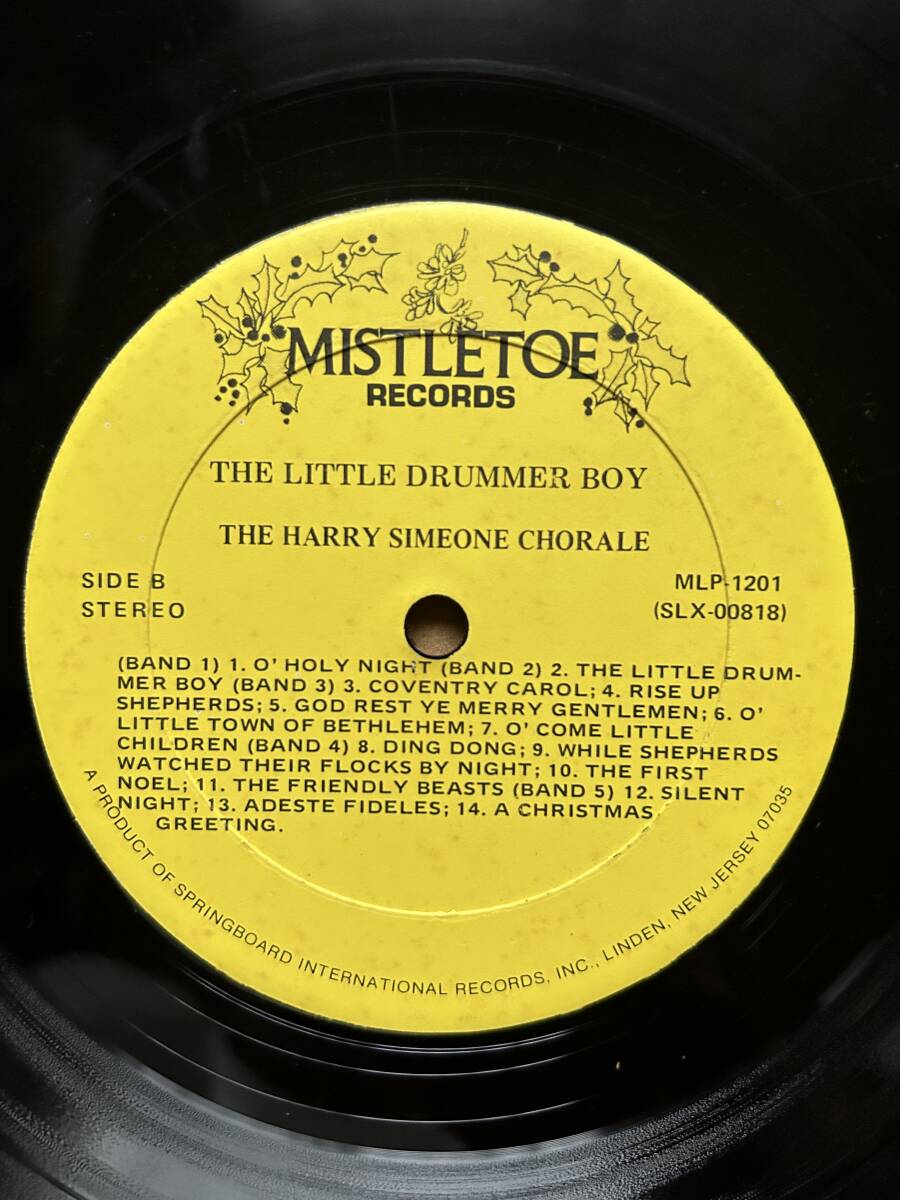 MISTLETOE
RECORDS
THE LITTLE DRUMMER BOY
THE HARRY SIMEONE CHORALE
SIDE B
STEREO
MLP-1201
(SLX-00818)
(BAND 1) 1. O' HOLY NIGHT (BAND 2) 2. THE LITTLE DRUM-
MER BOY (BAND 3) 3. COVENTRY CAROL; 4. RISE UP
SHEPHERDS; 5. GOD REST YE MERRY GENTLEMEN; 6. O'
LITTLE TOWN OF BETHLEHEM; 7. O' COME LITTLE
CHILDREN (BAND 4) 8. DING DONG; 9. WHILE SHEPHERDS
WATCHED THEIR FLOCKS BY NIGHT; 10. THE FIRST
NOEL; 11. THE FRIENDLY BEASTS (BAND 5) 12. SILENT
NIGHT; 13. ADESTE FIDELES; 14. A CHRISTMAS
GREETING.
A PRODUCT OF SPRINGBOARD INTERNATIONAL RECORDS, INC., LINDEN, NEW JERSEY 07035